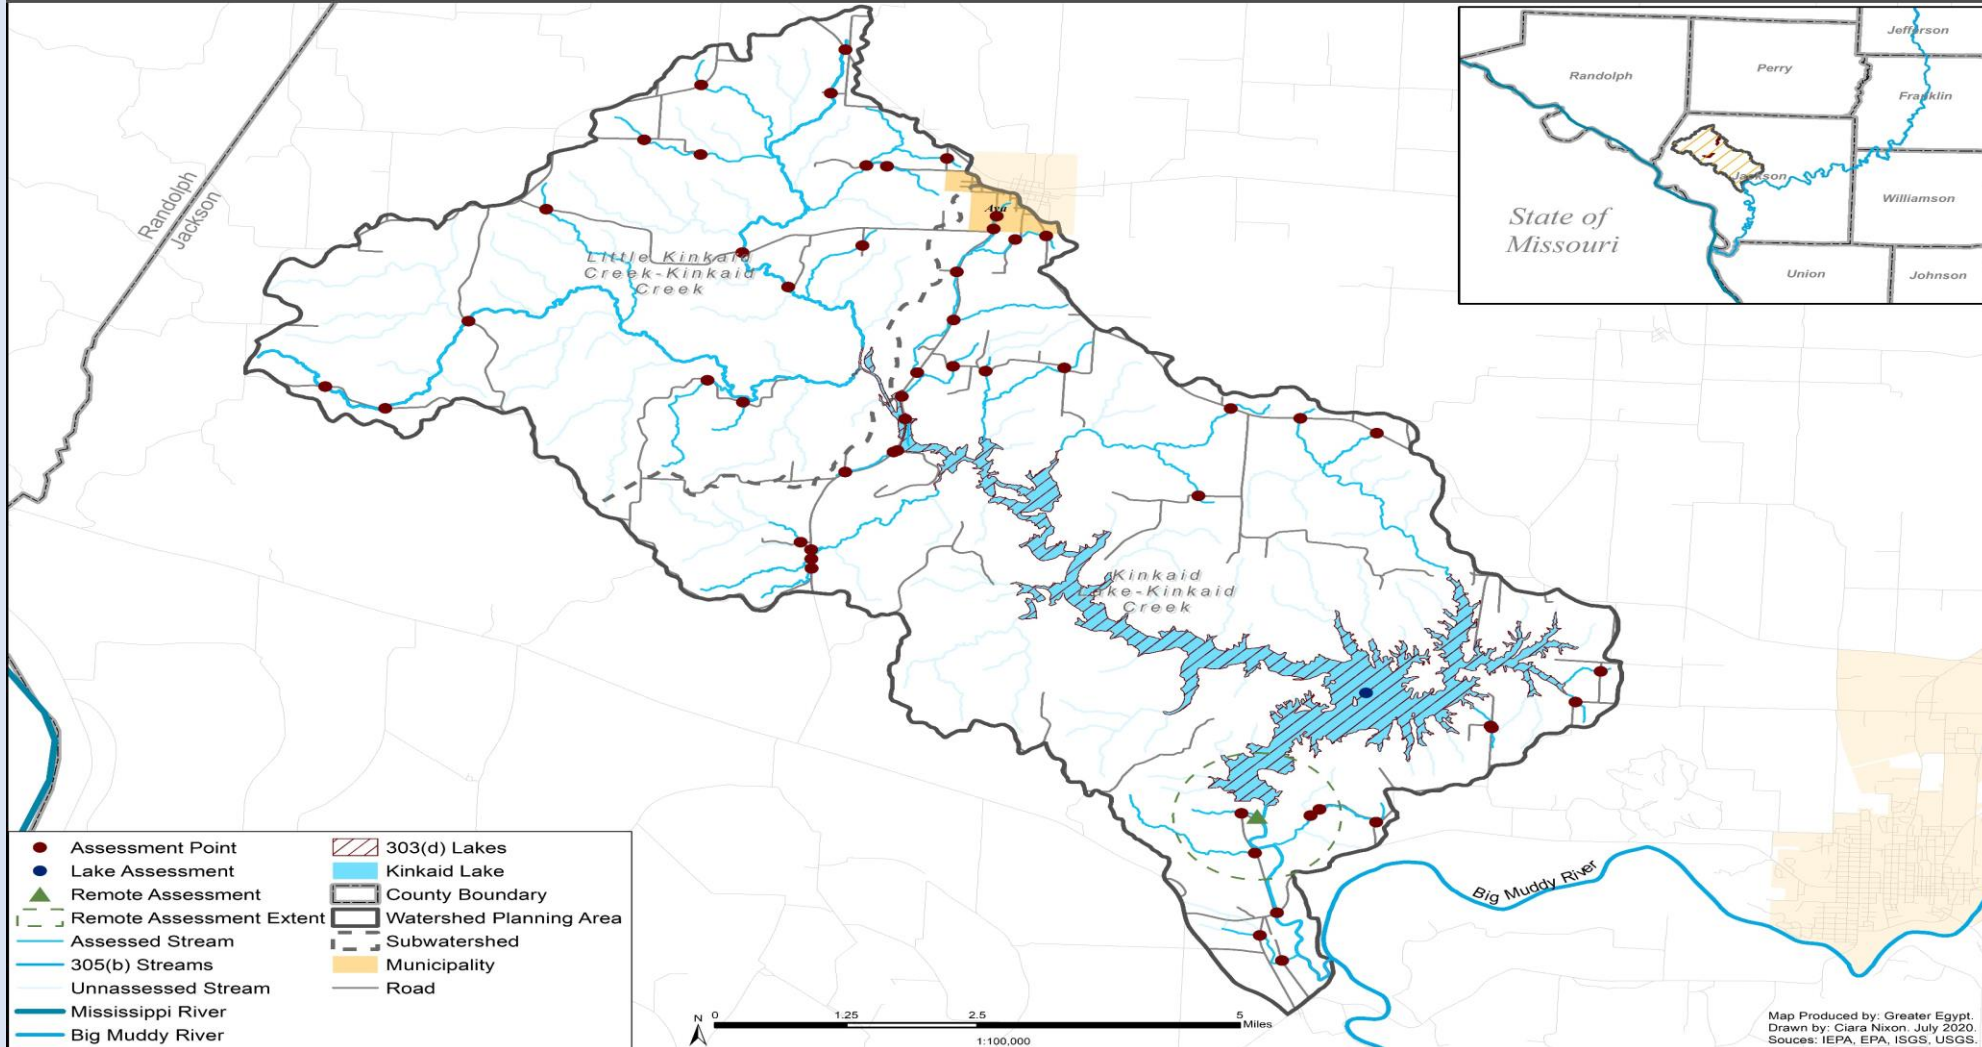 Randolph
Jackson
Little Kinkaid
Creek-Kinkaid
Creek
Ava
Kinkaid
Lake-Kinkaid
Creek
Big Muddy River
Jefferson
Randolph
Perry
Franklin
Jackson
Williamson
State of
Missouri
Union
Johnson
Assessment Point
Lake Assessment
Remote Assessment
Remote Assessment Extent
Assessed Stream
305(b) Streams
Unnassessed Stream
Mississippi River
Big Muddy River
303(d) Lakes
Kinkaid Lake
County Boundary
Watershed Planning Area
Subwatershed
Municipality
Road
N
0 1.25 2.5 5
Miles
1:100,000
Map Produced by: Greater Egypt.
Drawn by: Ciara Nixon. July 2020.
Souces: IEPA, EPA, ISGS, USGS.